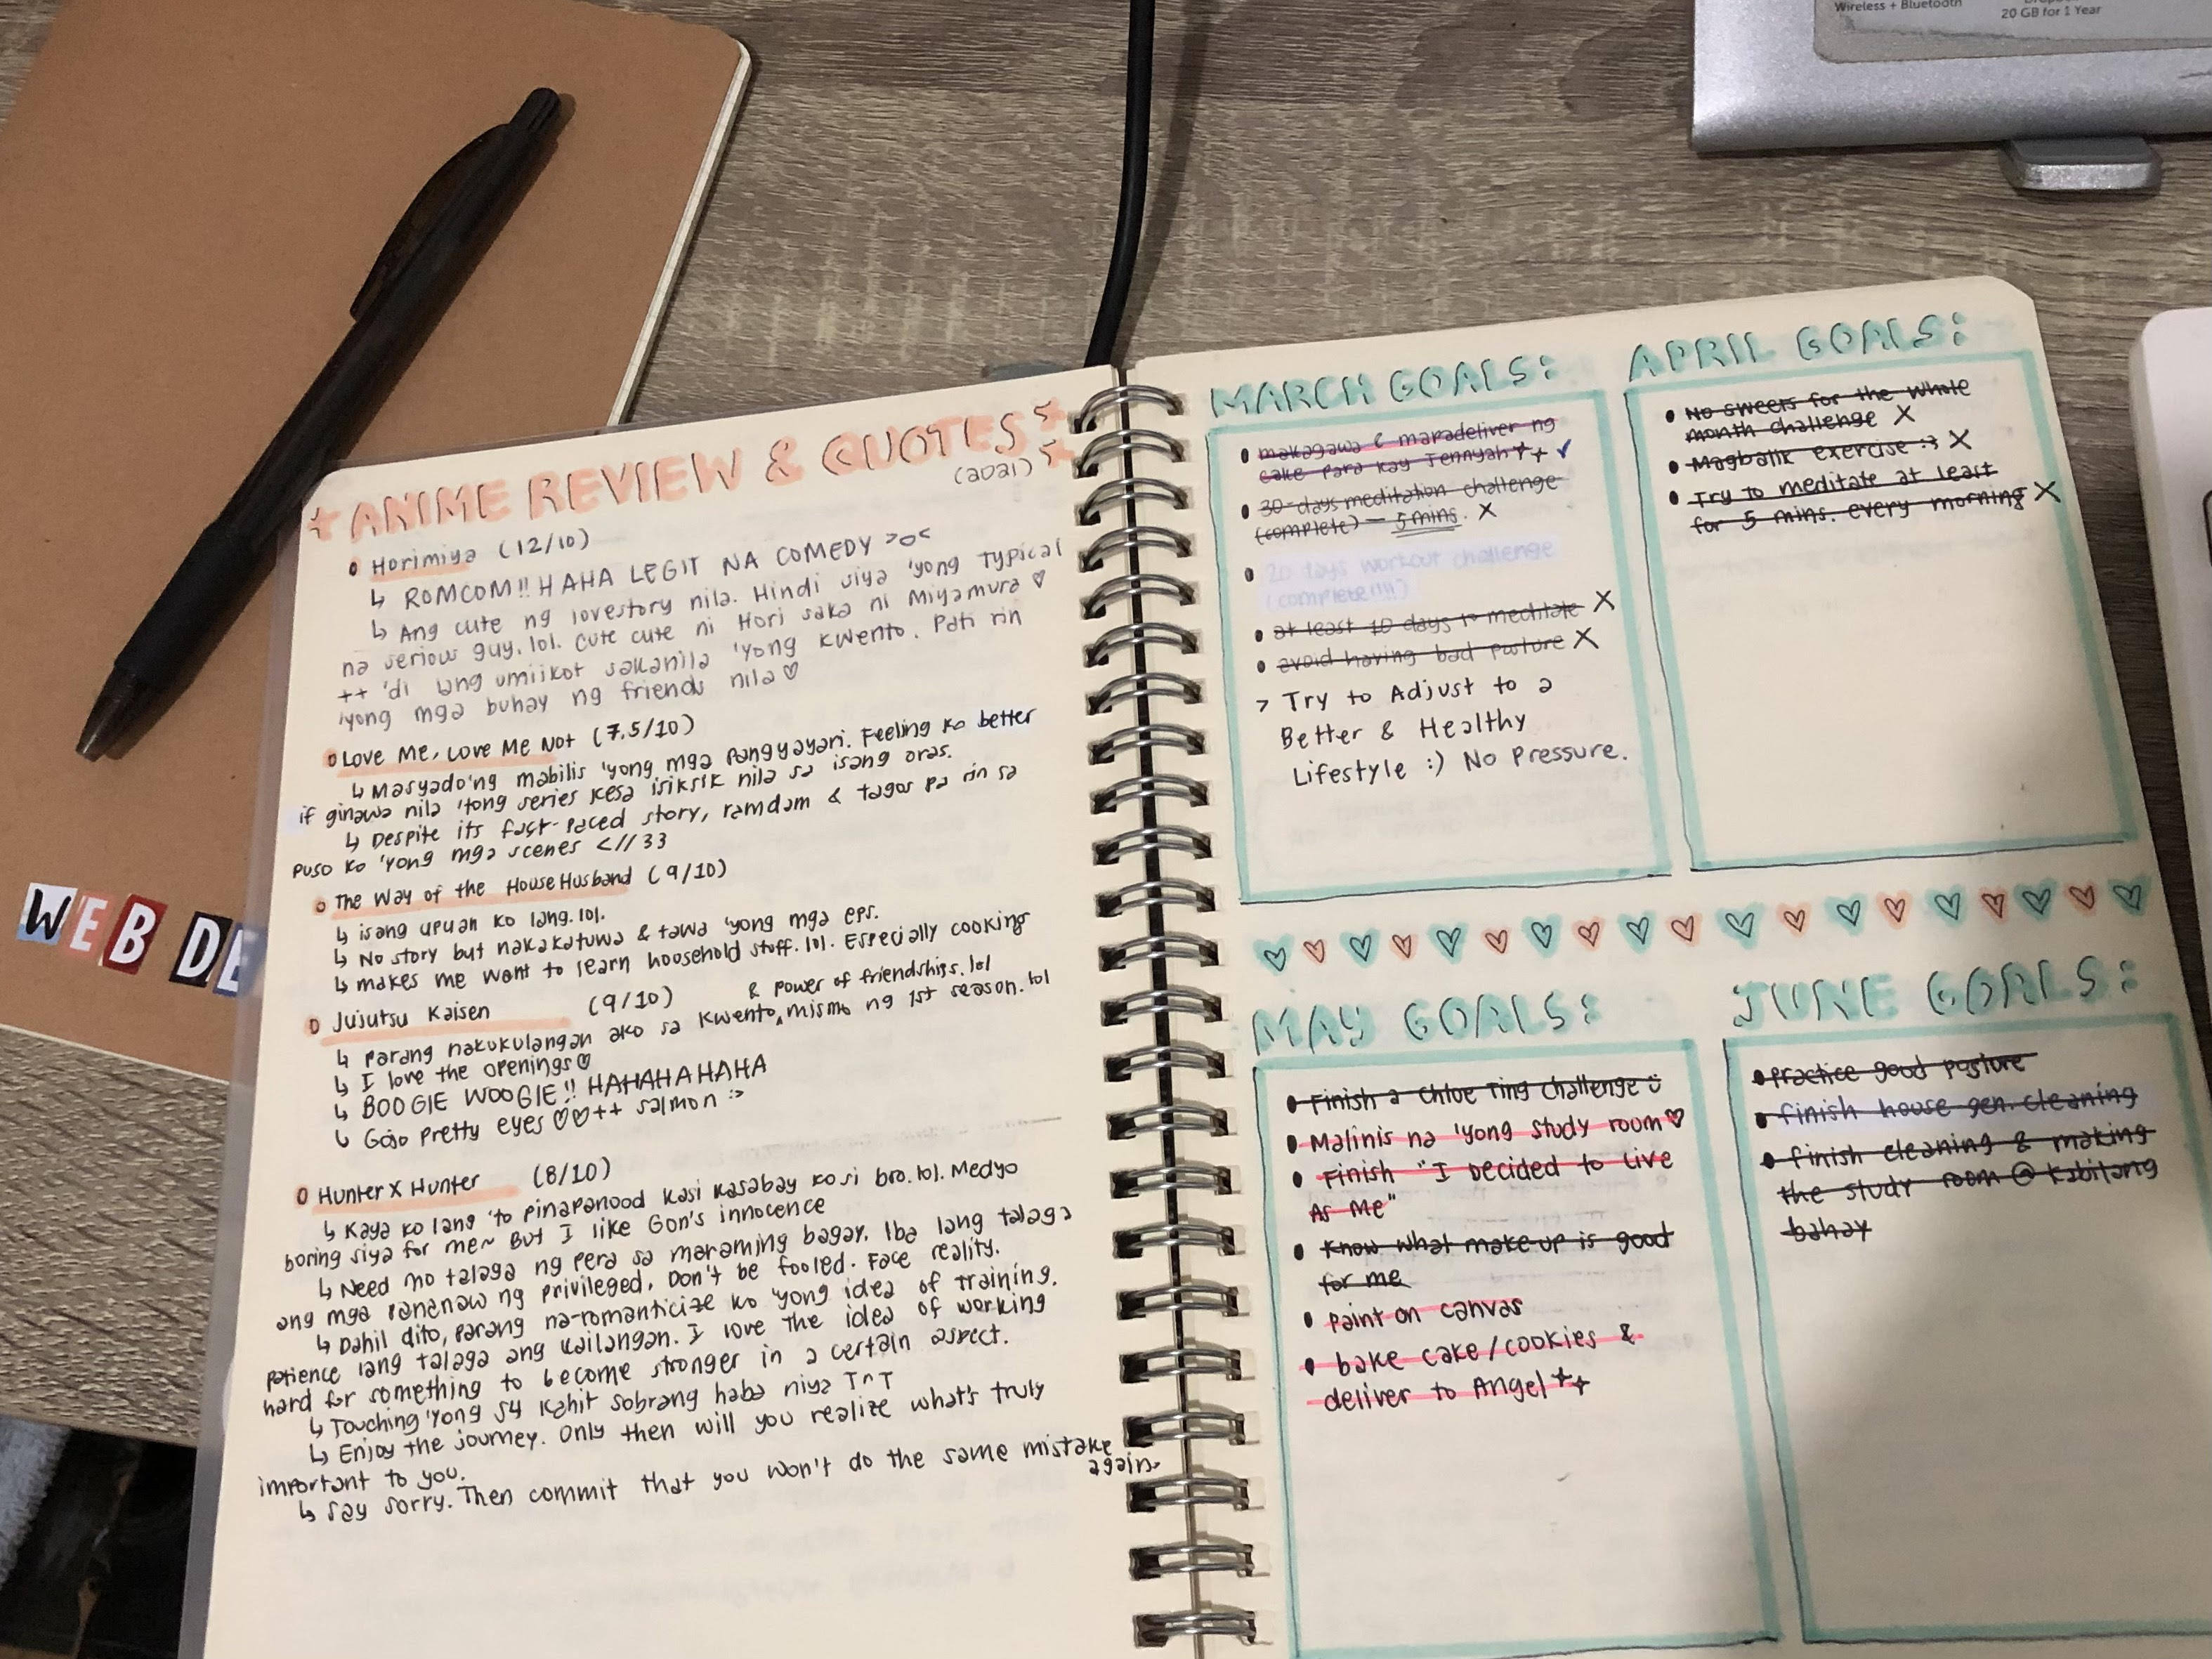 Wireless + Bluetooth
20 GB for 1 Year
WEB DE
ANIME REVIEW & QUOTES
(2021)
Horimiya (12/10)
↳ ROMCOM!! HAHA LEGIT NA COMEDY >o<
↳ Ang cute ng lovestory nila. Hindi siya 'yong typical
na serious guy, lol. cute cute ni Hori saka ni Miyamura ♡
++ 'di lang umiikot sakanila 'yong kwento. Pati rin
'yong mga buhay ng friends nila ♡
Love Me, Love Me Not (7.5/10)
↳ Masyado'ng mabilis 'yong mga pangyayari. Feeling ko better
if ginawa nila 'tong series kesa isiksik nila sa isang oras.
↳ Despite its fast-paced story, ramdam & tagos pa rin sa
puso ko 'yong mga scenes <//33
The Way of the House Husband (9/10)
↳ isang upuan ko lang. lol.
↳ No story but nakakatuwa & tawa 'yong mga eps.
↳ makes me want to learn household stuff. lol. Especially cooking
Jujutsu Kaisen (9/10)
& power of friendships. lol
↳ Parang nakukulangan ako sa kwento, mismo ng 1st season. lol
↳ I love the openings ♡
↳ BOOGIE WOOGIE!! HAHAHAHAHA
↳ Gojo pretty eyes ♡♡++ salmon :>
Hunter X Hunter (8/10)
↳ Kaya ko lang 'to pinapanood kasi kasabay ko si bro. lol. Medyo
boring siya for me~ But I like Gon's innocence
↳ Need mo talaga ng pera sa maraming bagay. Iba lang talaga
ang mga pananaw ng privileged. Don't be fooled. Face reality.
↳ Dahil dito, parang na-romanticize ko 'yong idea of training.
Patience lang talaga ang kailangan. I love the idea of working
hard for something to become stronger in a certain aspect.
↳ Touching 'yong S4 kahit sobrang haba niya T^T
↳ Enjoy the journey. Only then will you realize what's truly
important to you.
↳ Say sorry. Then commit that you won't do the same mistake
again.
MARCH GOALS:
• makagawa & mapadeliver ng
cake para kay Jennyah ++ ✓
• 30-days meditation challenge
(complete) – 5 mins. X
• 20 days workout challenge
(complete!!!!)
• at least 10 days to meditate X
• avoid having bad posture X
> Try to Adjust to a
Better & Healthy
Lifestyle :) No Pressure.
APRIL GOALS:
• No sweets for the whole
month challenge X
• Magbalik exercise :3 X
• Try to meditate at least
for 5 mins. every morning X
MAY GOALS:
• Finish a Chloe Ting challenge
• Malinis na 'yong study room ♡
• Finish "I Decided to Live
As Me"
• Know what make-up is good
for me
• Paint on canvas
• bake cake/cookies &
deliver to Angel ++
JUNE GOALS:
• Practice good posture
• finish house gen. cleaning
• finish cleaning & making
the study room @ kabilang
bahay